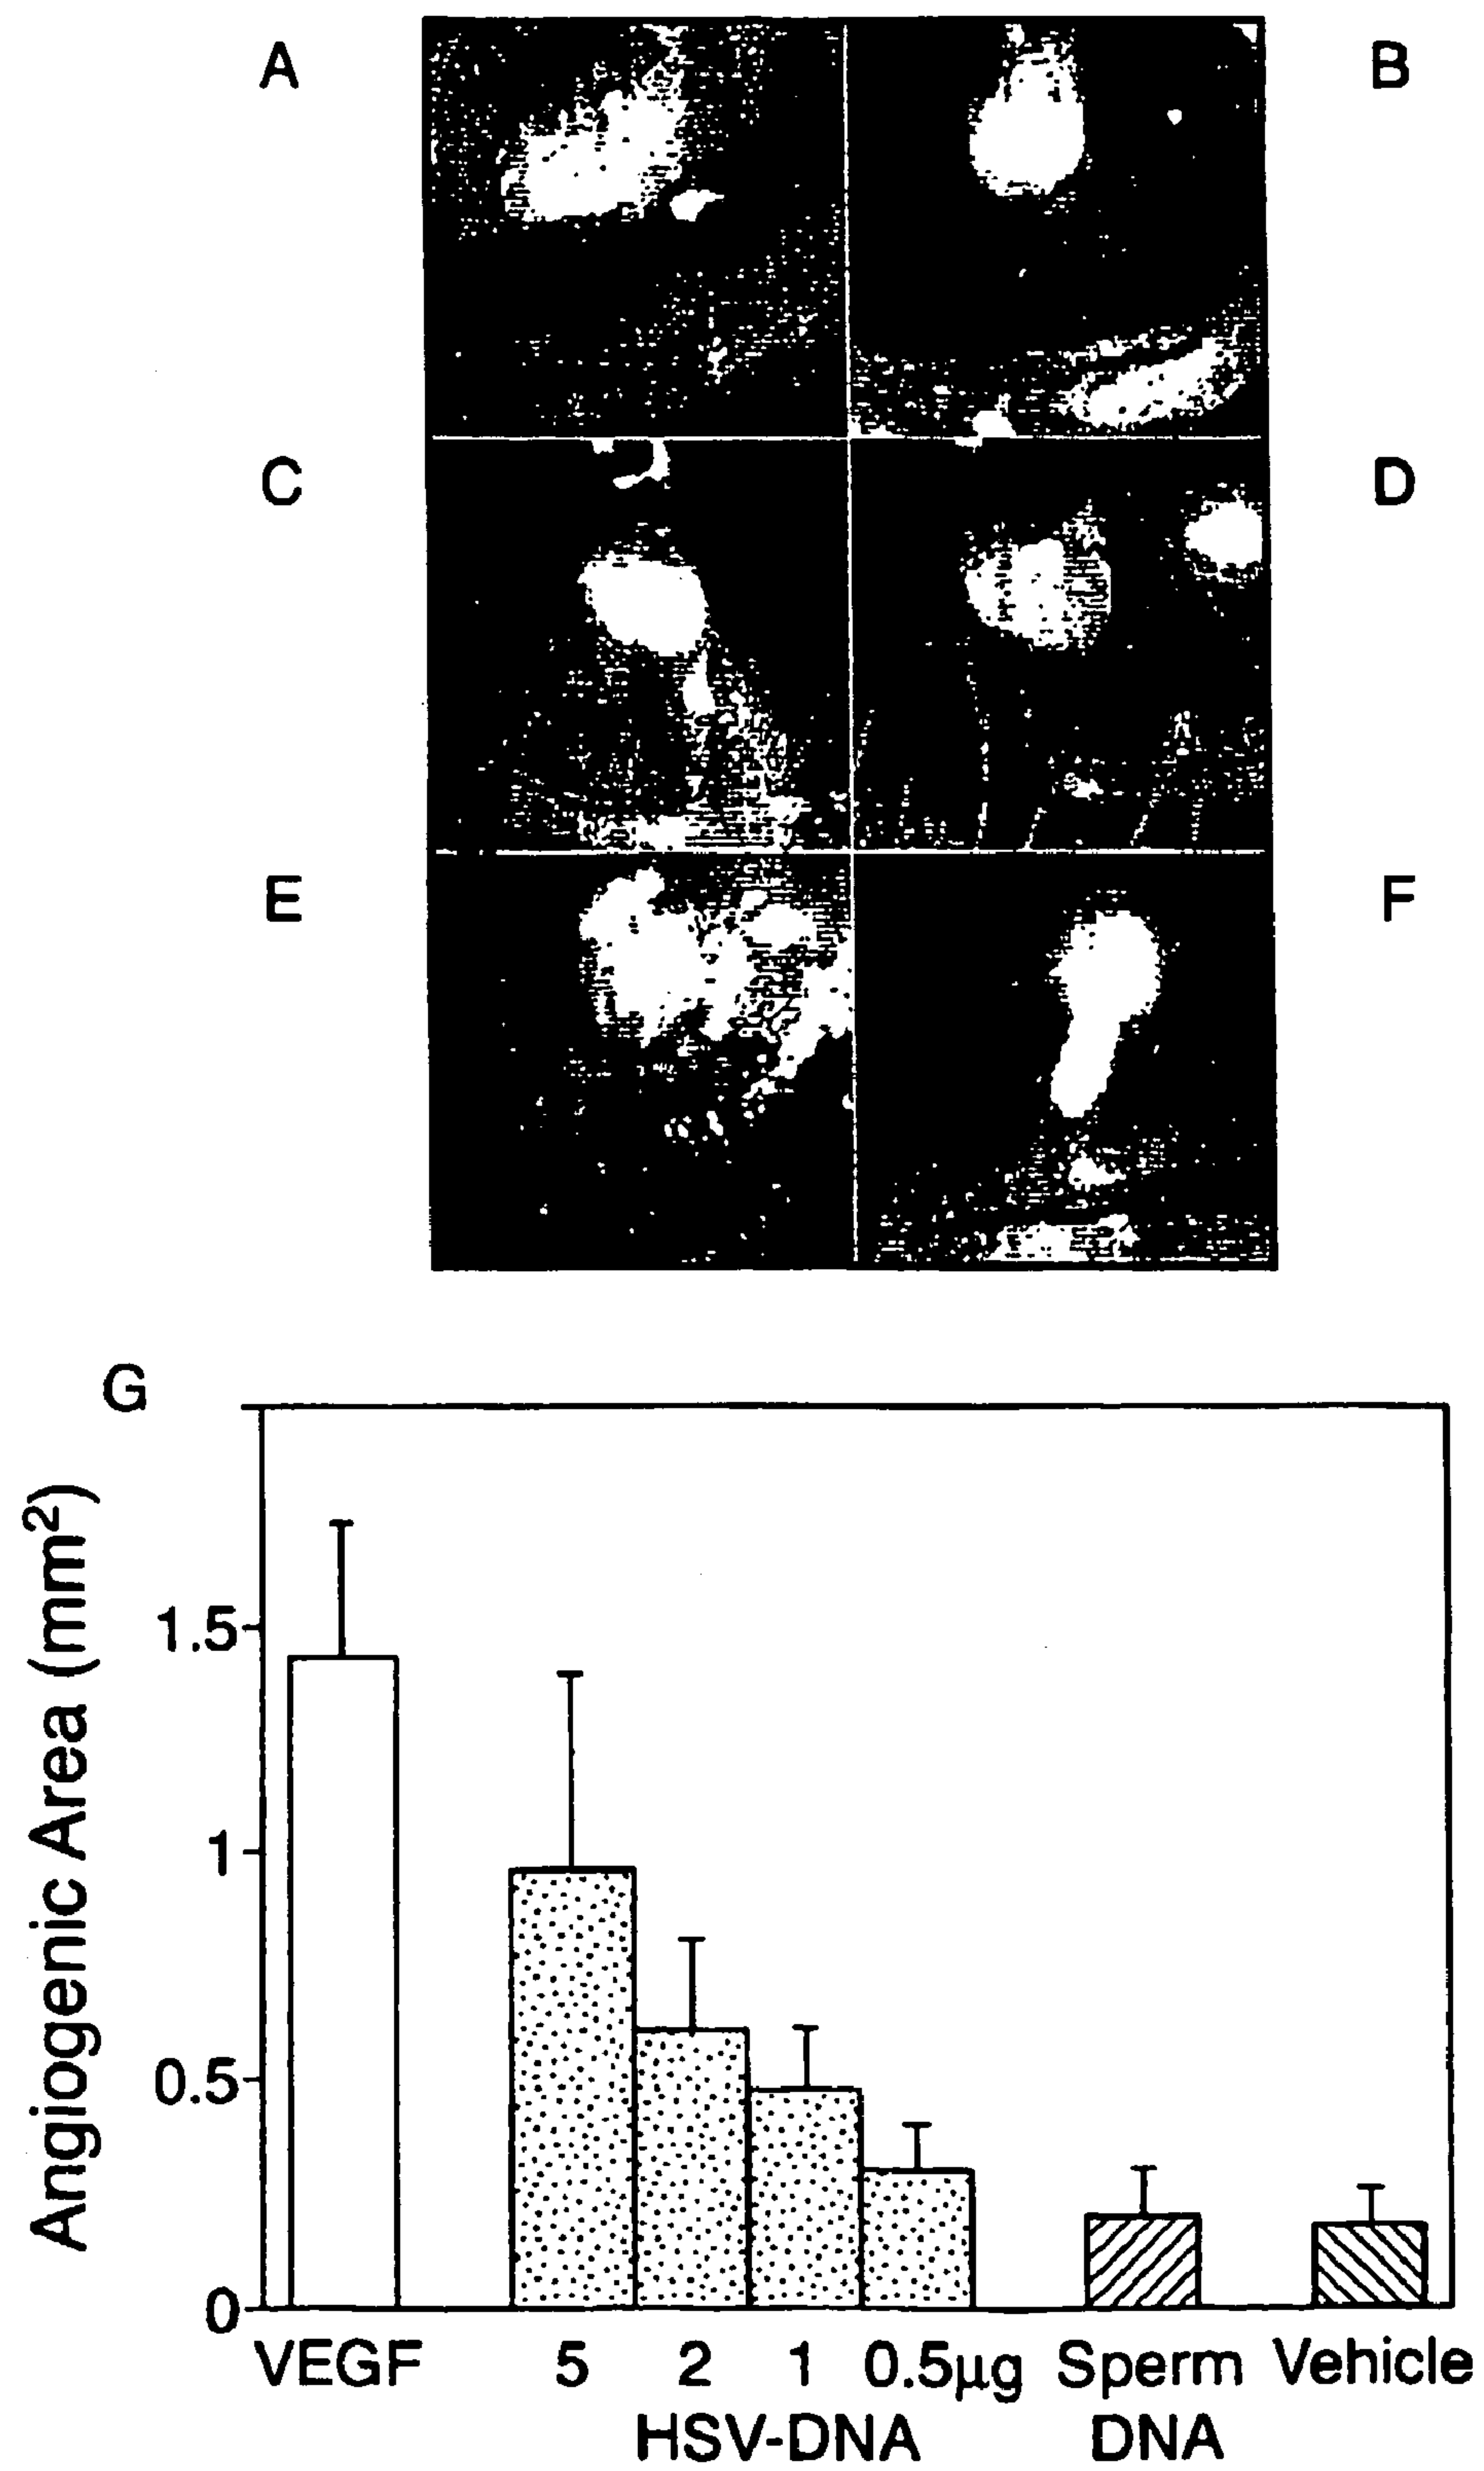 A
B
C
D
E
F
G
Angiogenic Area (mm²)
1.5
1
0.5
0
VEGF 5 2 1 0.5µg Sperm Vehicle
HSV-DNA DNA